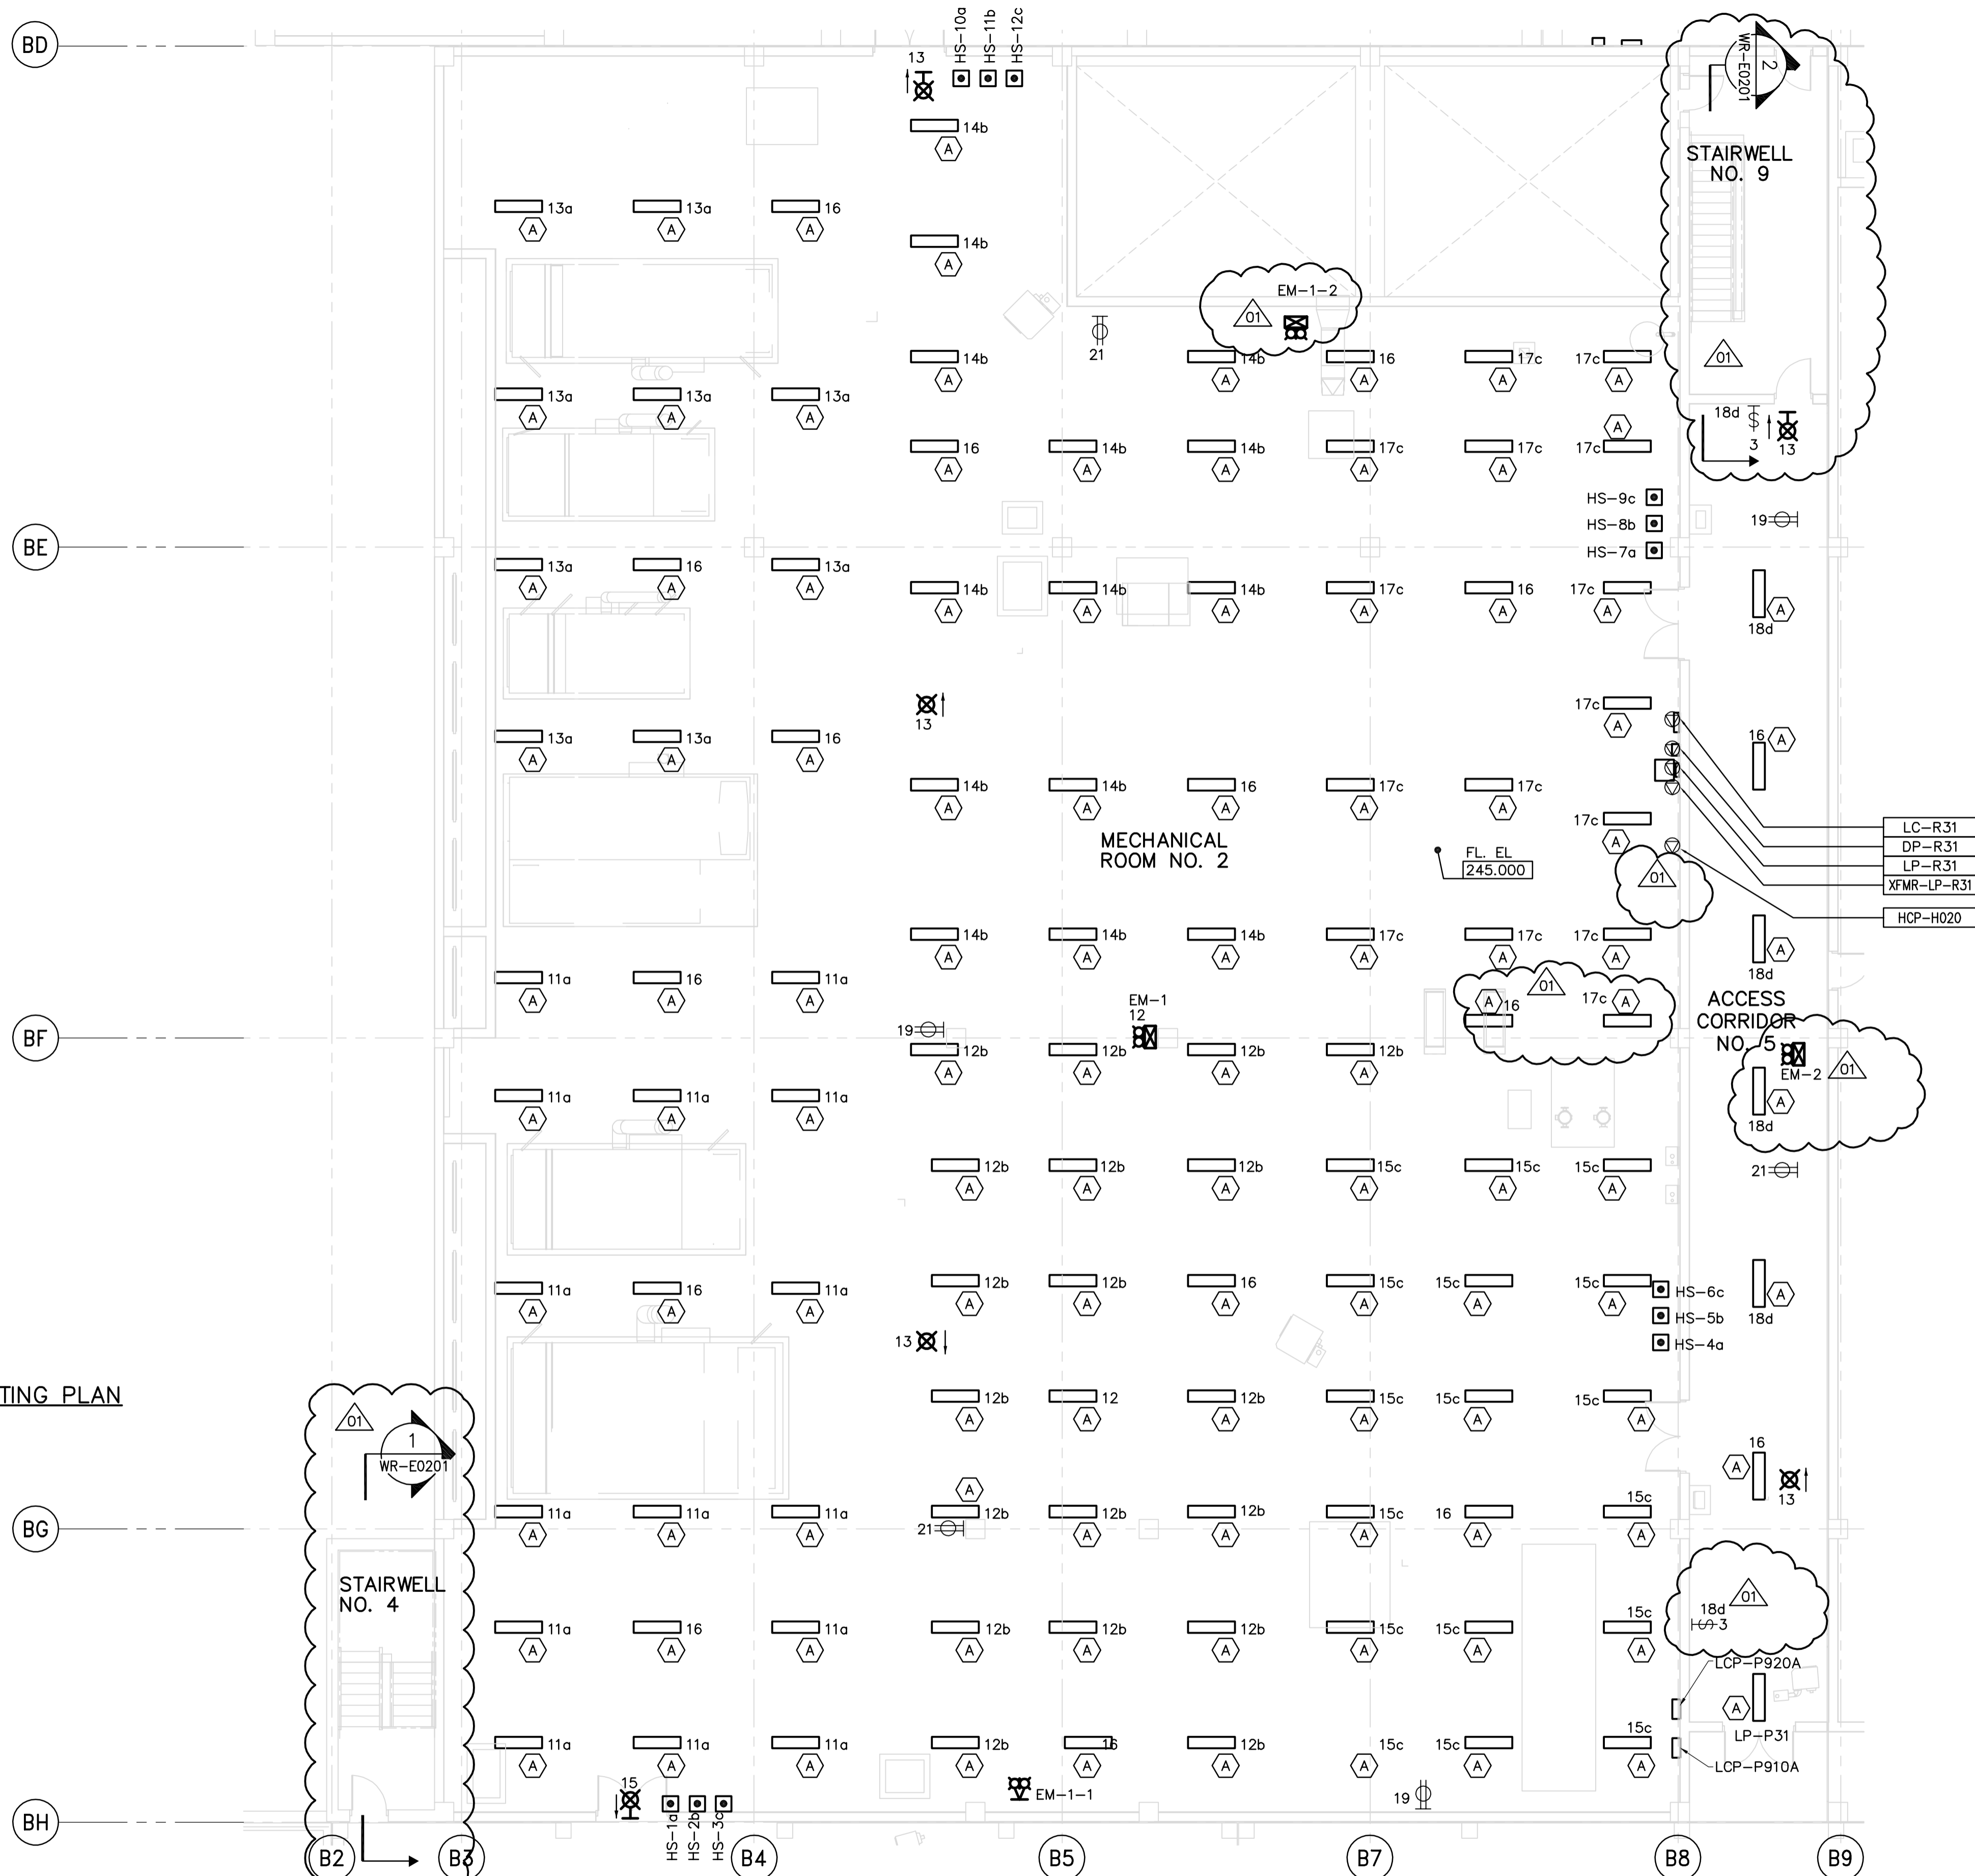 BD
HS-10a
HS-11b
HS-12c
13
2
WR-E0201
14b
A
STAIRWELL
NO. 9
13a
A
13a
A
16
A
14b
A
EM-1-2
01
21
14b
A
14b
A
16
A
17c
A
17c
A
01
13a
A
13a
A
13a
A
18d
3
13
16
A
14b
A
14b
A
17c
A
17c
A
17c
A
HS-9c
HS-8b
HS-7a
19
BE
13a
A
16
A
13a
A
14b
A
14b
A
14b
A
17c
A
16
A
17c
A
A
18d
13
17c
A
13a
A
13a
A
16
A
16
A
14b
A
14b
A
16
A
17c
A
17c
A
17c
A
MECHANICAL
ROOM NO. 2
FL. EL
245.000
01
LC-R31
DP-R31
LP-R31
XFMR-LP-R31
HCP-H020
14b
A
14b
A
14b
A
17c
A
17c
A
17c
A
A
18d
11a
A
16
A
11a
A
01
A
16
17c
A
ACCESS
CORRIDOR
NO. 5
EM-1
12
19
BF
12b
A
12b
A
12b
A
12b
A
EM-2
01
A
18d
11a
A
11a
A
11a
A
12b
A
12b
A
12b
A
15c
A
15c
A
15c
A
21
11a
A
16
A
11a
A
12b
A
12b
A
16
A
15c
A
15c
A
15c
A
A
18d
HS-6c
HS-5b
HS-4a
13
TING PLAN
01
1
WR-E0201
12b
A
12
A
12b
A
15c
A
15c
A
15c
A
16
A
13
BG
11a
A
11a
A
11a
A
A
12b
21
12b
A
12b
A
15c
A
16
A
15c
A
STAIRWELL
NO. 4
01
18d
3
11a
A
16
A
11a
A
12b
A
12b
A
12b
A
15c
A
15c
A
15c
A
LCP-P920A
A
LP-P31
LCP-P910A
11a
A
11a
A
11a
A
12b
A
16
A
12b
A
15c
A
15c
A
15c
A
15
HS-1a
HS-2b
HS-3c
EM-1-1
19
BH
B2
B3
B4
B5
B7
B8
B9